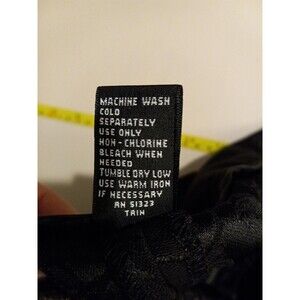 MACHINE WASH
COLD
SEPARATELY
USE ONLY
NON-CHLORINE
BLEACH WHEN
NEEDED
TUMBLE DRY LOW
USE WARM IRON
IF NECESSARY
RN 51323